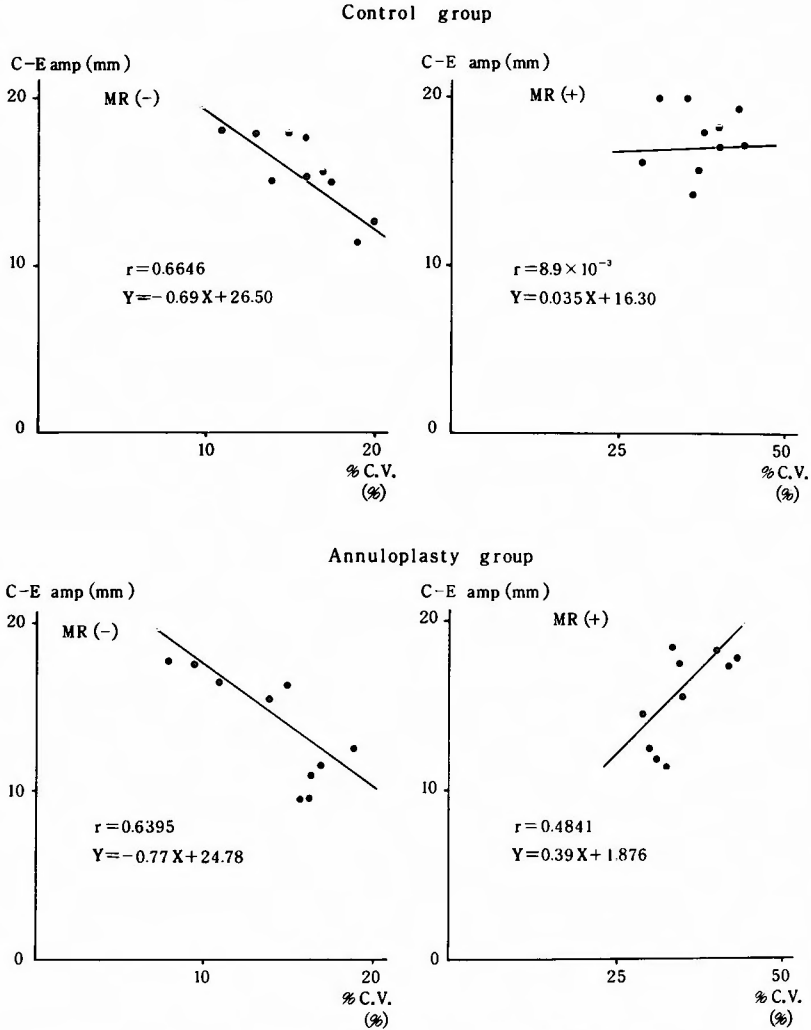 Control group
C-E amp (mm)
20
MR (-)
10
r=0.6646
Y=-0.69X+26.50
0
10
20
% C.V.
(%)
C-E amp (mm)
20
MR (+)
10
r=8.9×10⁻³
Y=0.035X+16.30
0
25
50
% C.V.
(%)
Annuloplasty group
C-E amp (mm)
20
MR (-)
10
r=0.6395
Y=-0.77X+24.78
0
10
20
% C.V.
(%)
C-E amp (mm)
20
MR (+)
10
r=0.4841
Y=0.39X+1.876
0
25
50
% C.V.
(%)